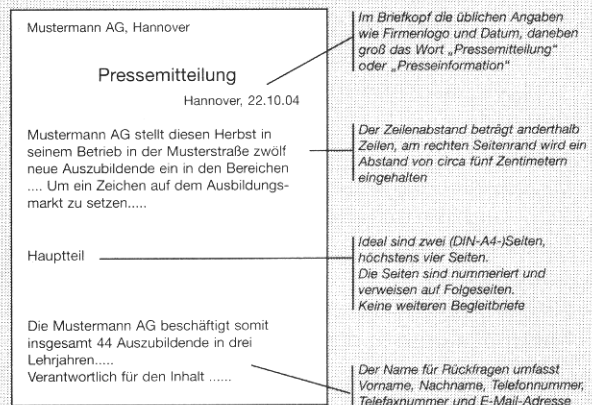 Mustermann AG, Hannover
Pressemitteilung
Hannover, 22.10.04
Mustermann AG stellt diesen Herbst in
seinem Betrieb in der Musterstraße zwölf
neue Auszubildende ein in den Bereichen
.... Um ein Zeichen auf dem Ausbildungs-
markt zu setzen.....
Hauptteil
Die Mustermann AG beschäftigt somit
insgesamt 44 Auszubildende in drei
Lehrjahren.....
Verantwortlich für den Inhalt ......
Im Briefkopf die üblichen Angaben
wie Firmenlogo und Datum, daneben
groß das Wort „Pressemitteilung"
oder „Presseinformation"
Der Zeilenabstand beträgt anderthalb
Zeilen, am rechten Seitenrand wird ein
Abstand von circa fünf Zentimetern
eingehalten
Ideal sind zwei (DIN-A4-)Seiten,
höchstens vier Seiten.
Die Seiten sind nummeriert und
verweisen auf Folgeseiten.
Keine weiteren Begleitbriefe
Der Name für Rückfragen umfasst
Vorname, Nachname, Telefonnummer,
Telefaxnummer und E-Mail-Adresse